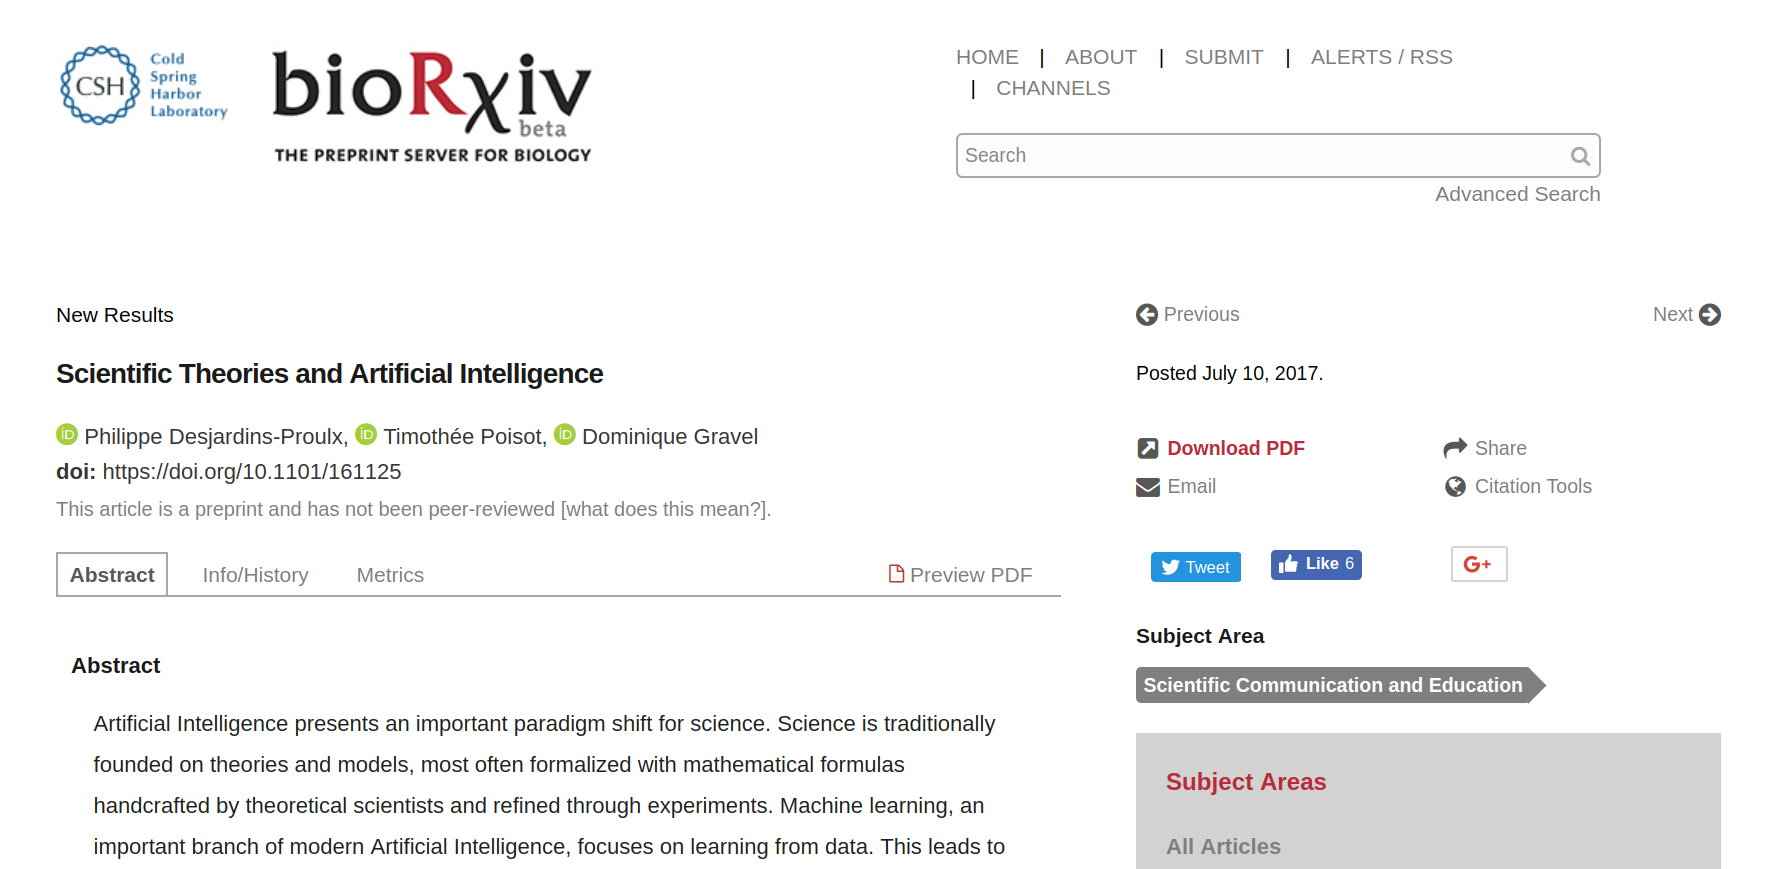 CSH
Cold
Spring
Harbor
Laboratory
bioRxiv
beta
THE PREPRINT SERVER FOR BIOLOGY
HOME | ABOUT | SUBMIT | ALERTS / RSS
| CHANNELS
Search
Advanced Search
New Results
Scientific Theories and Artificial Intelligence
iD Philippe Desjardins-Proulx, iD Timothée Poisot, iD Dominique Gravel
doi: https://doi.org/10.1101/161125
This article is a preprint and has not been peer-reviewed [what does this mean?].
Abstract Info/History Metrics Preview PDF
Abstract
Artificial Intelligence presents an important paradigm shift for science. Science is traditionally
founded on theories and models, most often formalized with mathematical formulas
handcrafted by theoretical scientists and refined through experiments. Machine learning, an
important branch of modern Artificial Intelligence, focuses on learning from data. This leads to
Previous Next
Posted July 10, 2017.
Download PDF Share
Email Citation Tools
Tweet Like 6 G+
Subject Area
Scientific Communication and Education
Subject Areas
All Articles